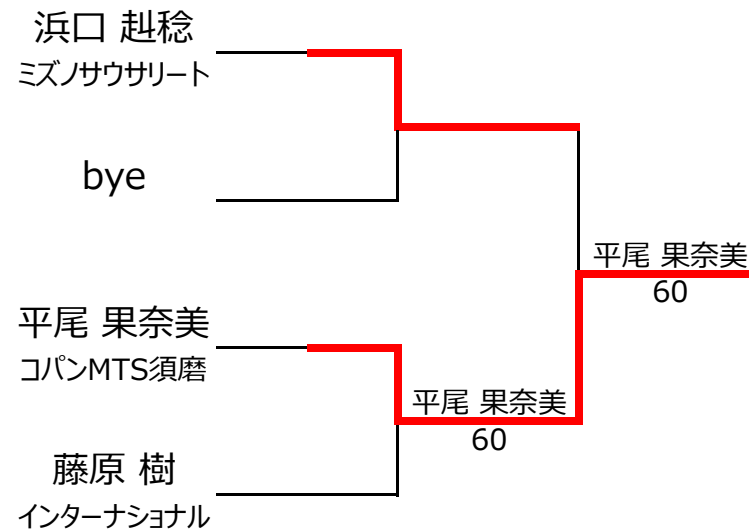 浜口 赳稔
ミズノサウサリート
bye
平尾 果奈美
60
平尾 果奈美
コパンMTS須磨
平尾 果奈美
60
藤原 樹
インターナショナル